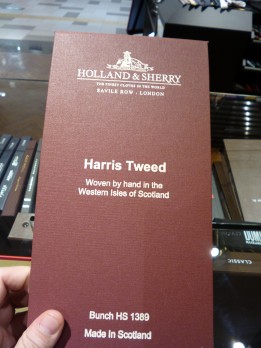 HOLLAND & SHERRY
THE FINEST CLOTHS IN THE WORLD
SAVILE ROW - LONDON
Harris Tweed
Woven by hand in the
Western Isles of Scotland
Bunch HS 1389
Made in Scotland
CLASSIC